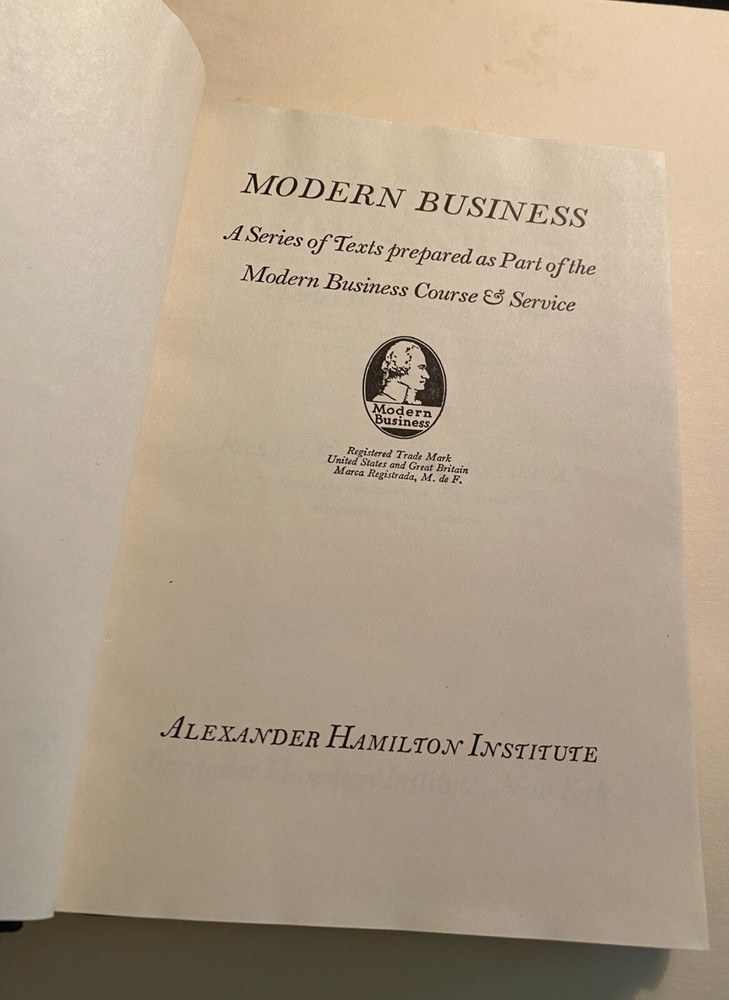 MODERN BUSINESS
A Series of Texts prepared as Part of the
Modern Business Course & Service
Modern
Business
Registered Trade Mark
United States and Great Britain
Marca Registrada, M. de F.
ALEXANDER HAMILTON INSTITUTE